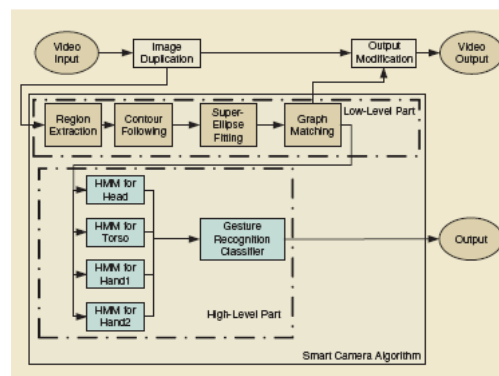 Video
Input
Image
Duplication
Output
Modification
Video
Output
Region
Extraction
Contour
Following
Super-
Ellipse
Fitting
Graph
Matching
Low-Level Part
HMM for
Head
HMM for
Torso
HMM for
Hand1
HMM for
Hand2
Gesture
Recognition
Classifier
Output
High-Level Part
Smart Camera Algorithm